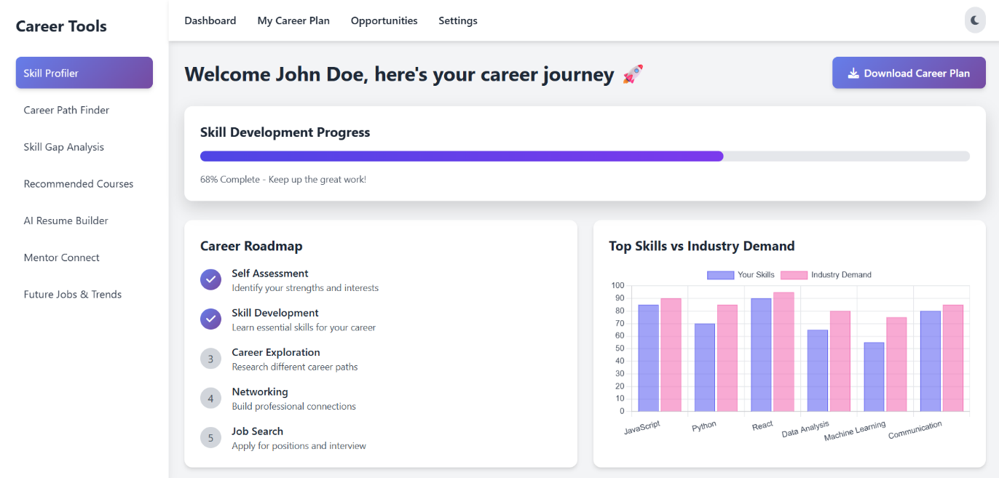 Career Tools
Skill Profiler
Career Path Finder
Skill Gap Analysis
Recommended Courses
AI Resume Builder
Mentor Connect
Future Jobs & Trends
Dashboard
My Career Plan
Opportunities
Settings
Welcome John Doe, here's your career journey 🚀
Download Career Plan
Skill Development Progress
68% Complete - Keep up the great work!
Career Roadmap
Self Assessment
Identify your strengths and interests
Skill Development
Learn essential skills for your career
3
Career Exploration
Research different career paths
4
Networking
Build professional connections
5
Job Search
Apply for positions and interview
Top Skills vs Industry Demand
Your Skills
Industry Demand
100
90
80
70
60
50
40
30
20
10
0
JavaScript
Python
React
Data Analysis
Machine Learning
Communication